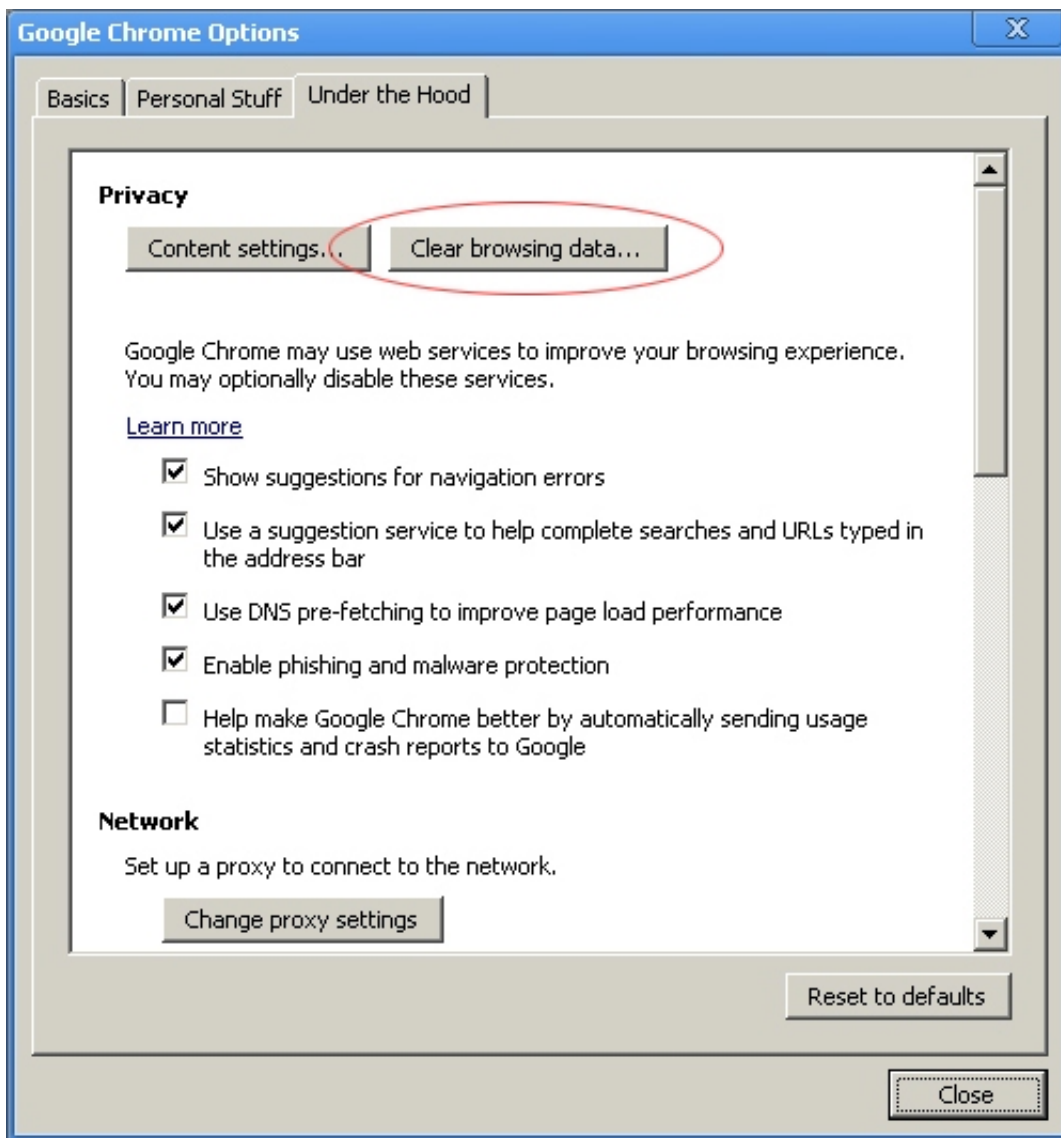 Google Chrome Options
X
Basics
Personal Stuff
Under the Hood
Privacy
Content settings...
Clear browsing data...
Google Chrome may use web services to improve your browsing experience.
You may optionally disable these services.
Learn more
Show suggestions for navigation errors
Use a suggestion service to help complete searches and URLs typed in
the address bar
Use DNS pre-fetching to improve page load performance
Enable phishing and malware protection
Help make Google Chrome better by automatically sending usage
statistics and crash reports to Google
Network
Set up a proxy to connect to the network.
Change proxy settings
Reset to defaults
Close